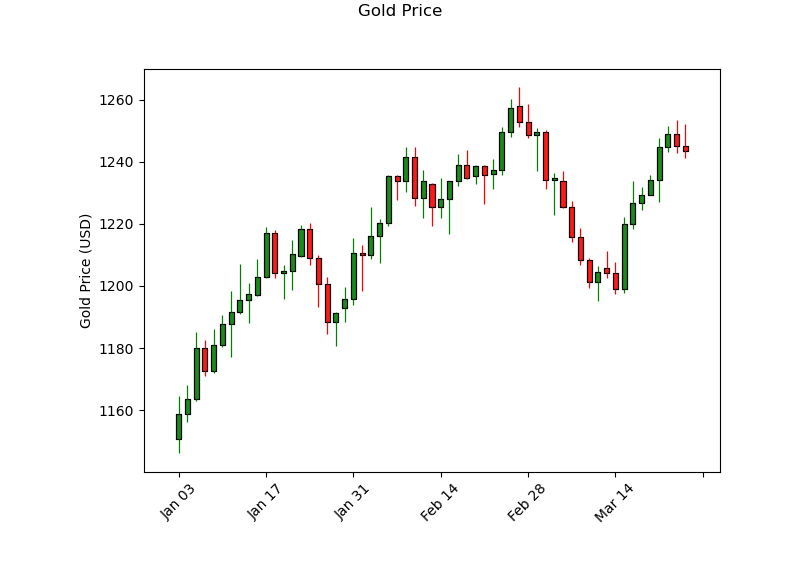 Gold Price
Gold Price (USD)
1260
1240
1220
1200
1180
1160
Jan 03
Jan 17
Jan 31
Feb 14
Feb 28
Mar 14